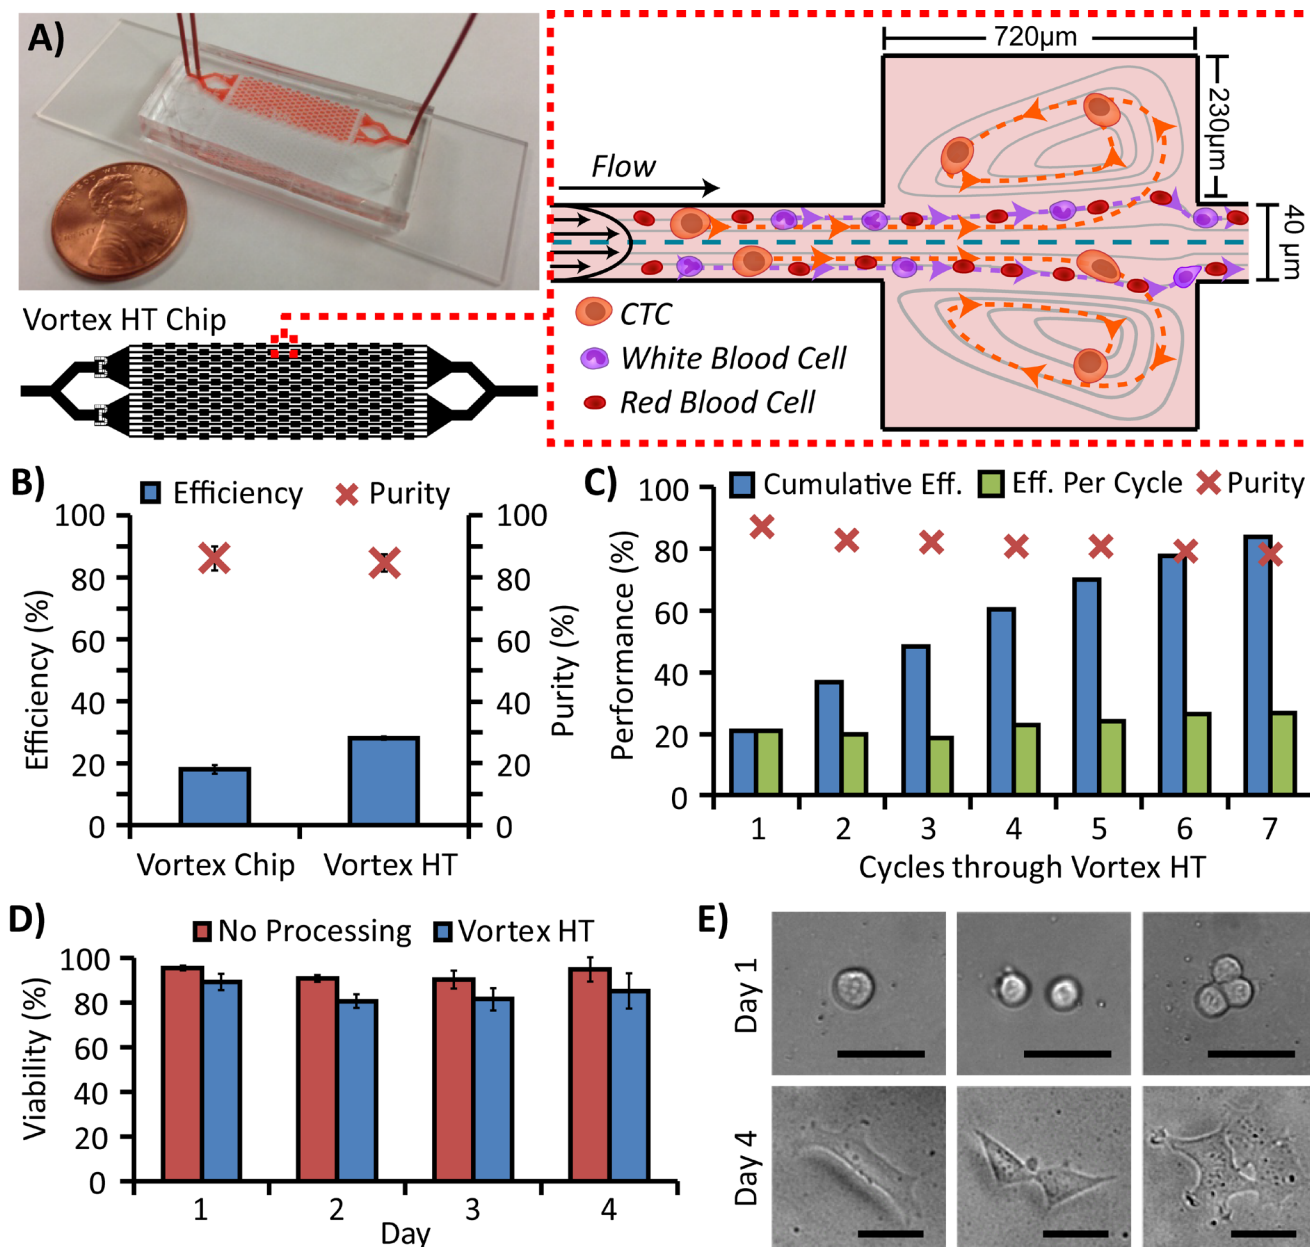 A)
720µm
230µm
Flow
40 µm
CTC
White Blood Cell
Red Blood Cell
Vortex HT Chip
B)
Efficiency
Purity
100
80
60
40
20
0
Efficiency (%)
100
80
60
40
20
0
Purity (%)
Vortex Chip
Vortex HT
C)
Cumulative Eff.
Eff. Per Cycle
Purity
100
80
60
40
20
0
Performance (%)
1 2 3 4 5 6 7
Cycles through Vortex HT
D)
No Processing
Vortex HT
100
80
60
40
20
0
Viability (%)
1 2 3 4
Day
E)
Day 1
Day 4